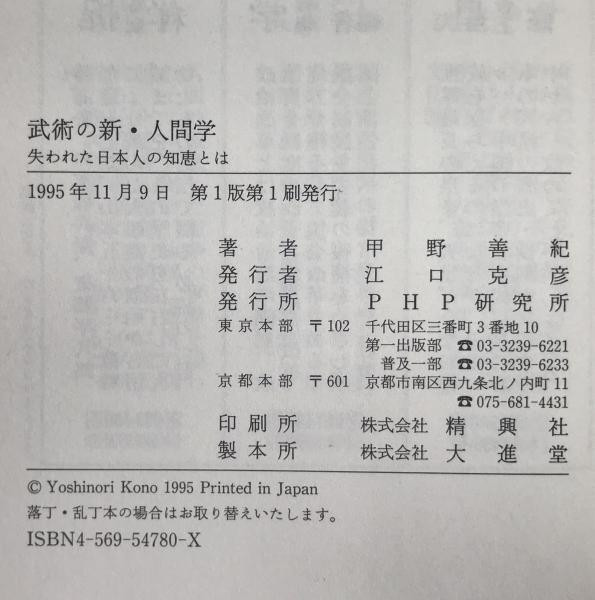 武術の新・人間学
失われた日本人の知恵とは
1995年11月9日 第1版第1刷発行
著者 甲野善紀
発行者 江口克彦
発行所 PHP研究所
東京本部 〒102 千代田区三番町3番地10
第一出版部 ☎03-3239-6221
普及一部 ☎03-3239-6233
京都本部 〒601 京都市南区西九条北ノ内町11
☎075-681-4431
印刷所 株式会社 精興社
製本所 株式会社 大進堂
© Yoshinori Kono 1995 Printed in Japan
落丁・乱丁本の場合はお取り替えいたします。
ISBN4-569-54780-X